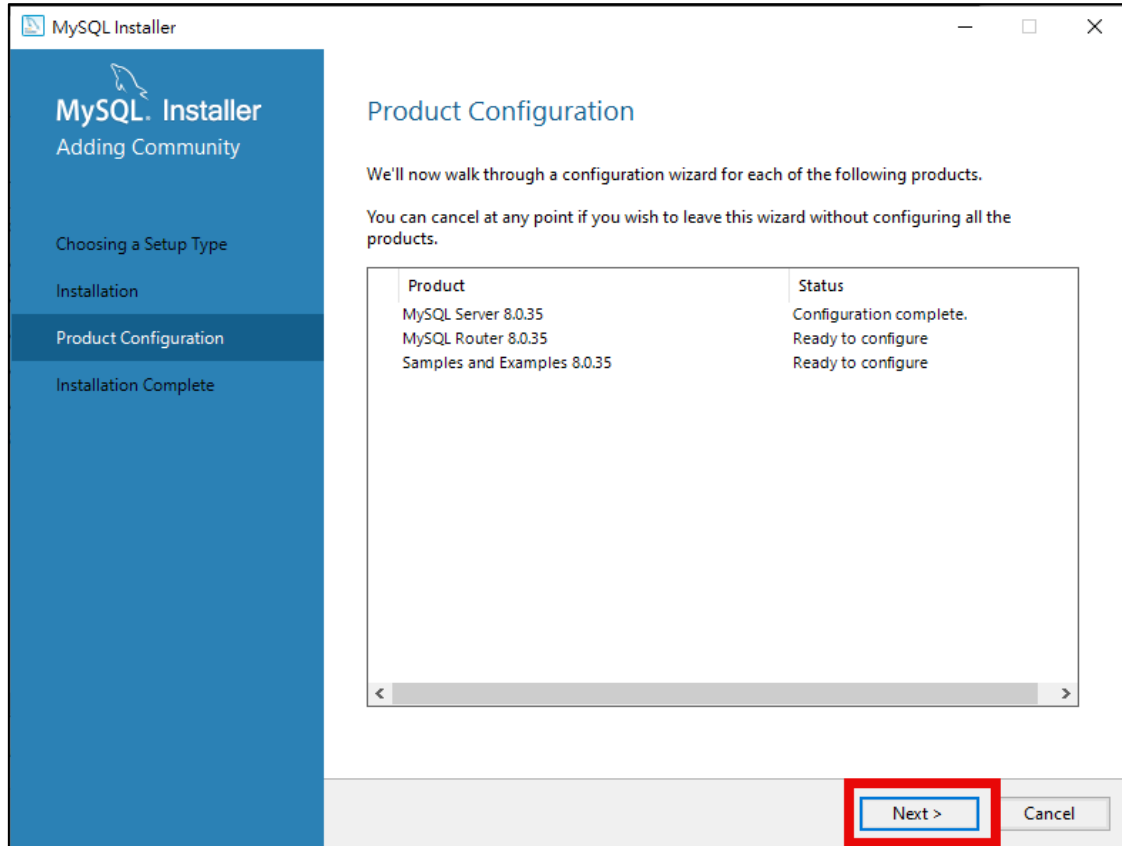 MySQL Installer
MySQL. Installer
Adding Community
Choosing a Setup Type
Installation
Product Configuration
Installation Complete
Product Configuration
We'll now walk through a configuration wizard for each of the following products.
You can cancel at any point if you wish to leave this wizard without configuring all the
products.
Product Status
MySQL Server 8.0.35 Configuration complete.
MySQL Router 8.0.35 Ready to configure
Samples and Examples 8.0.35 Ready to configure
Next > Cancel